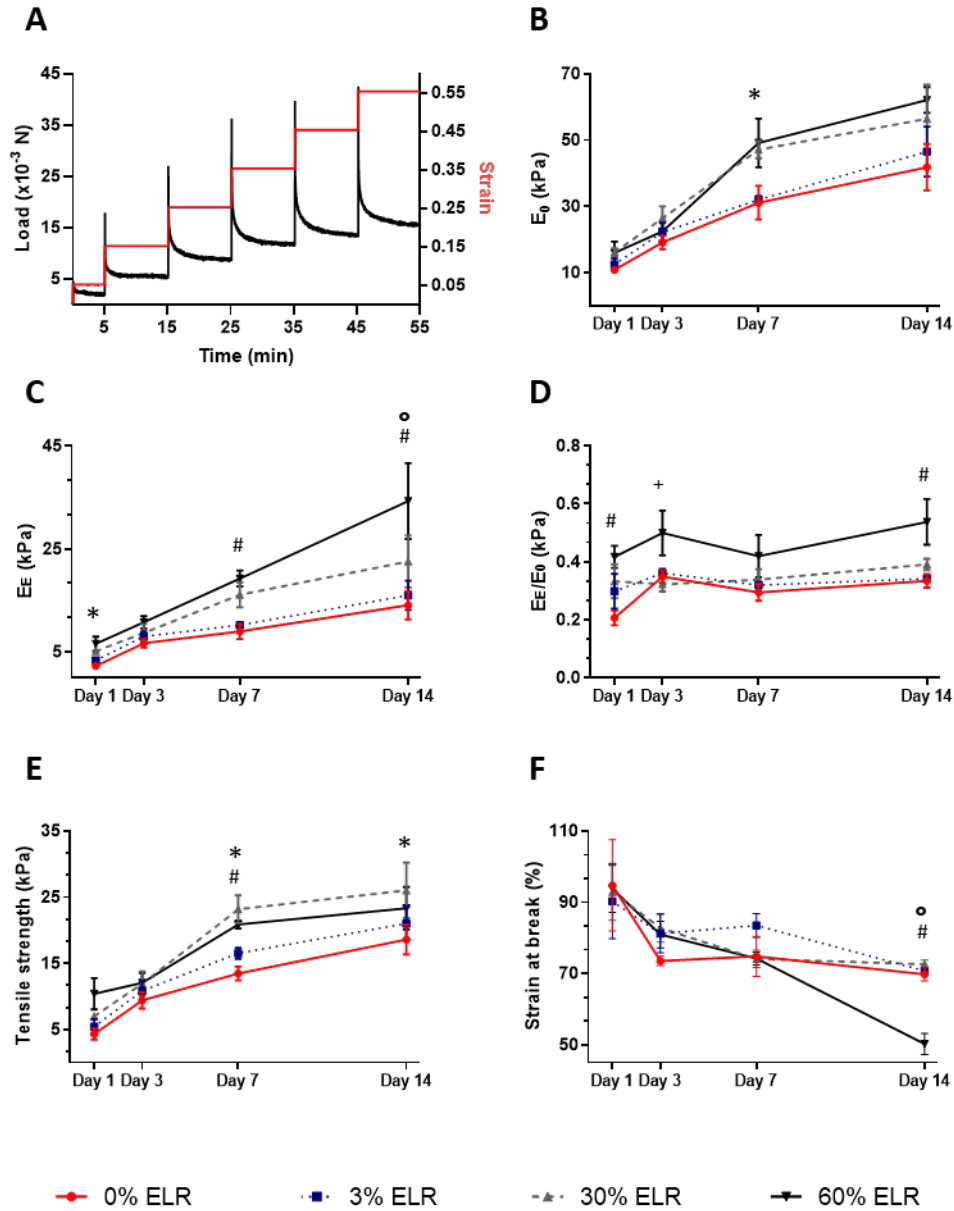 A
45
35
25
15
5
Load (x10⁻³ N)
0.55
0.45
0.35
0.25
0.15
0.05
Strain
5 15 25 35 45 55
Time (min)
B
70
50
30
10
E₀ (kPa)
*
Day 1 Day 3 Day 7 Day 14
C
45
25
5
EE (kPa)
*
#
o
#
Day 1 Day 3 Day 7 Day 14
D
0.8
0.6
0.4
0.2
0.0
EE/E0 (kPa)
#
+
#
Day 1 Day 3 Day 7 Day 14
E
35
25
15
5
Tensile strength (kPa)
*
#
*
Day 1 Day 3 Day 7 Day 14
F
110
90
70
50
Strain at break (%)
o
#
Day 1 Day 3 Day 7 Day 14
0% ELR 3% ELR 30% ELR 60% ELR